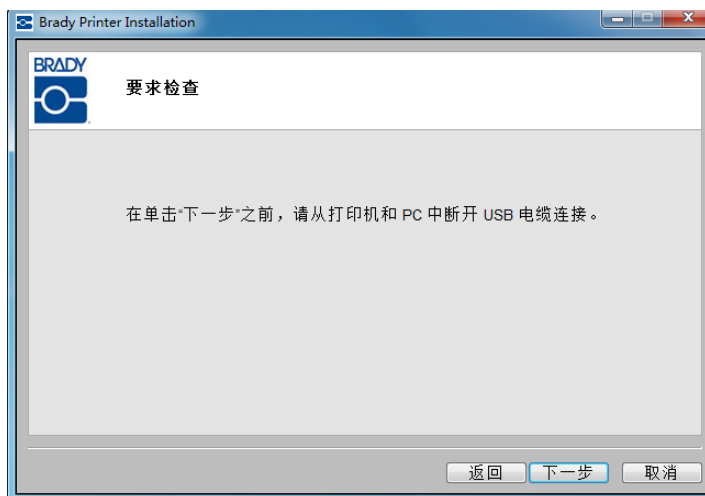 Brady Printer Installation
BRADY
要求检查
在单击“下一步”之前，请从打印机和 PC 中断开 USB 电缆连接。
返回
下一步
取消